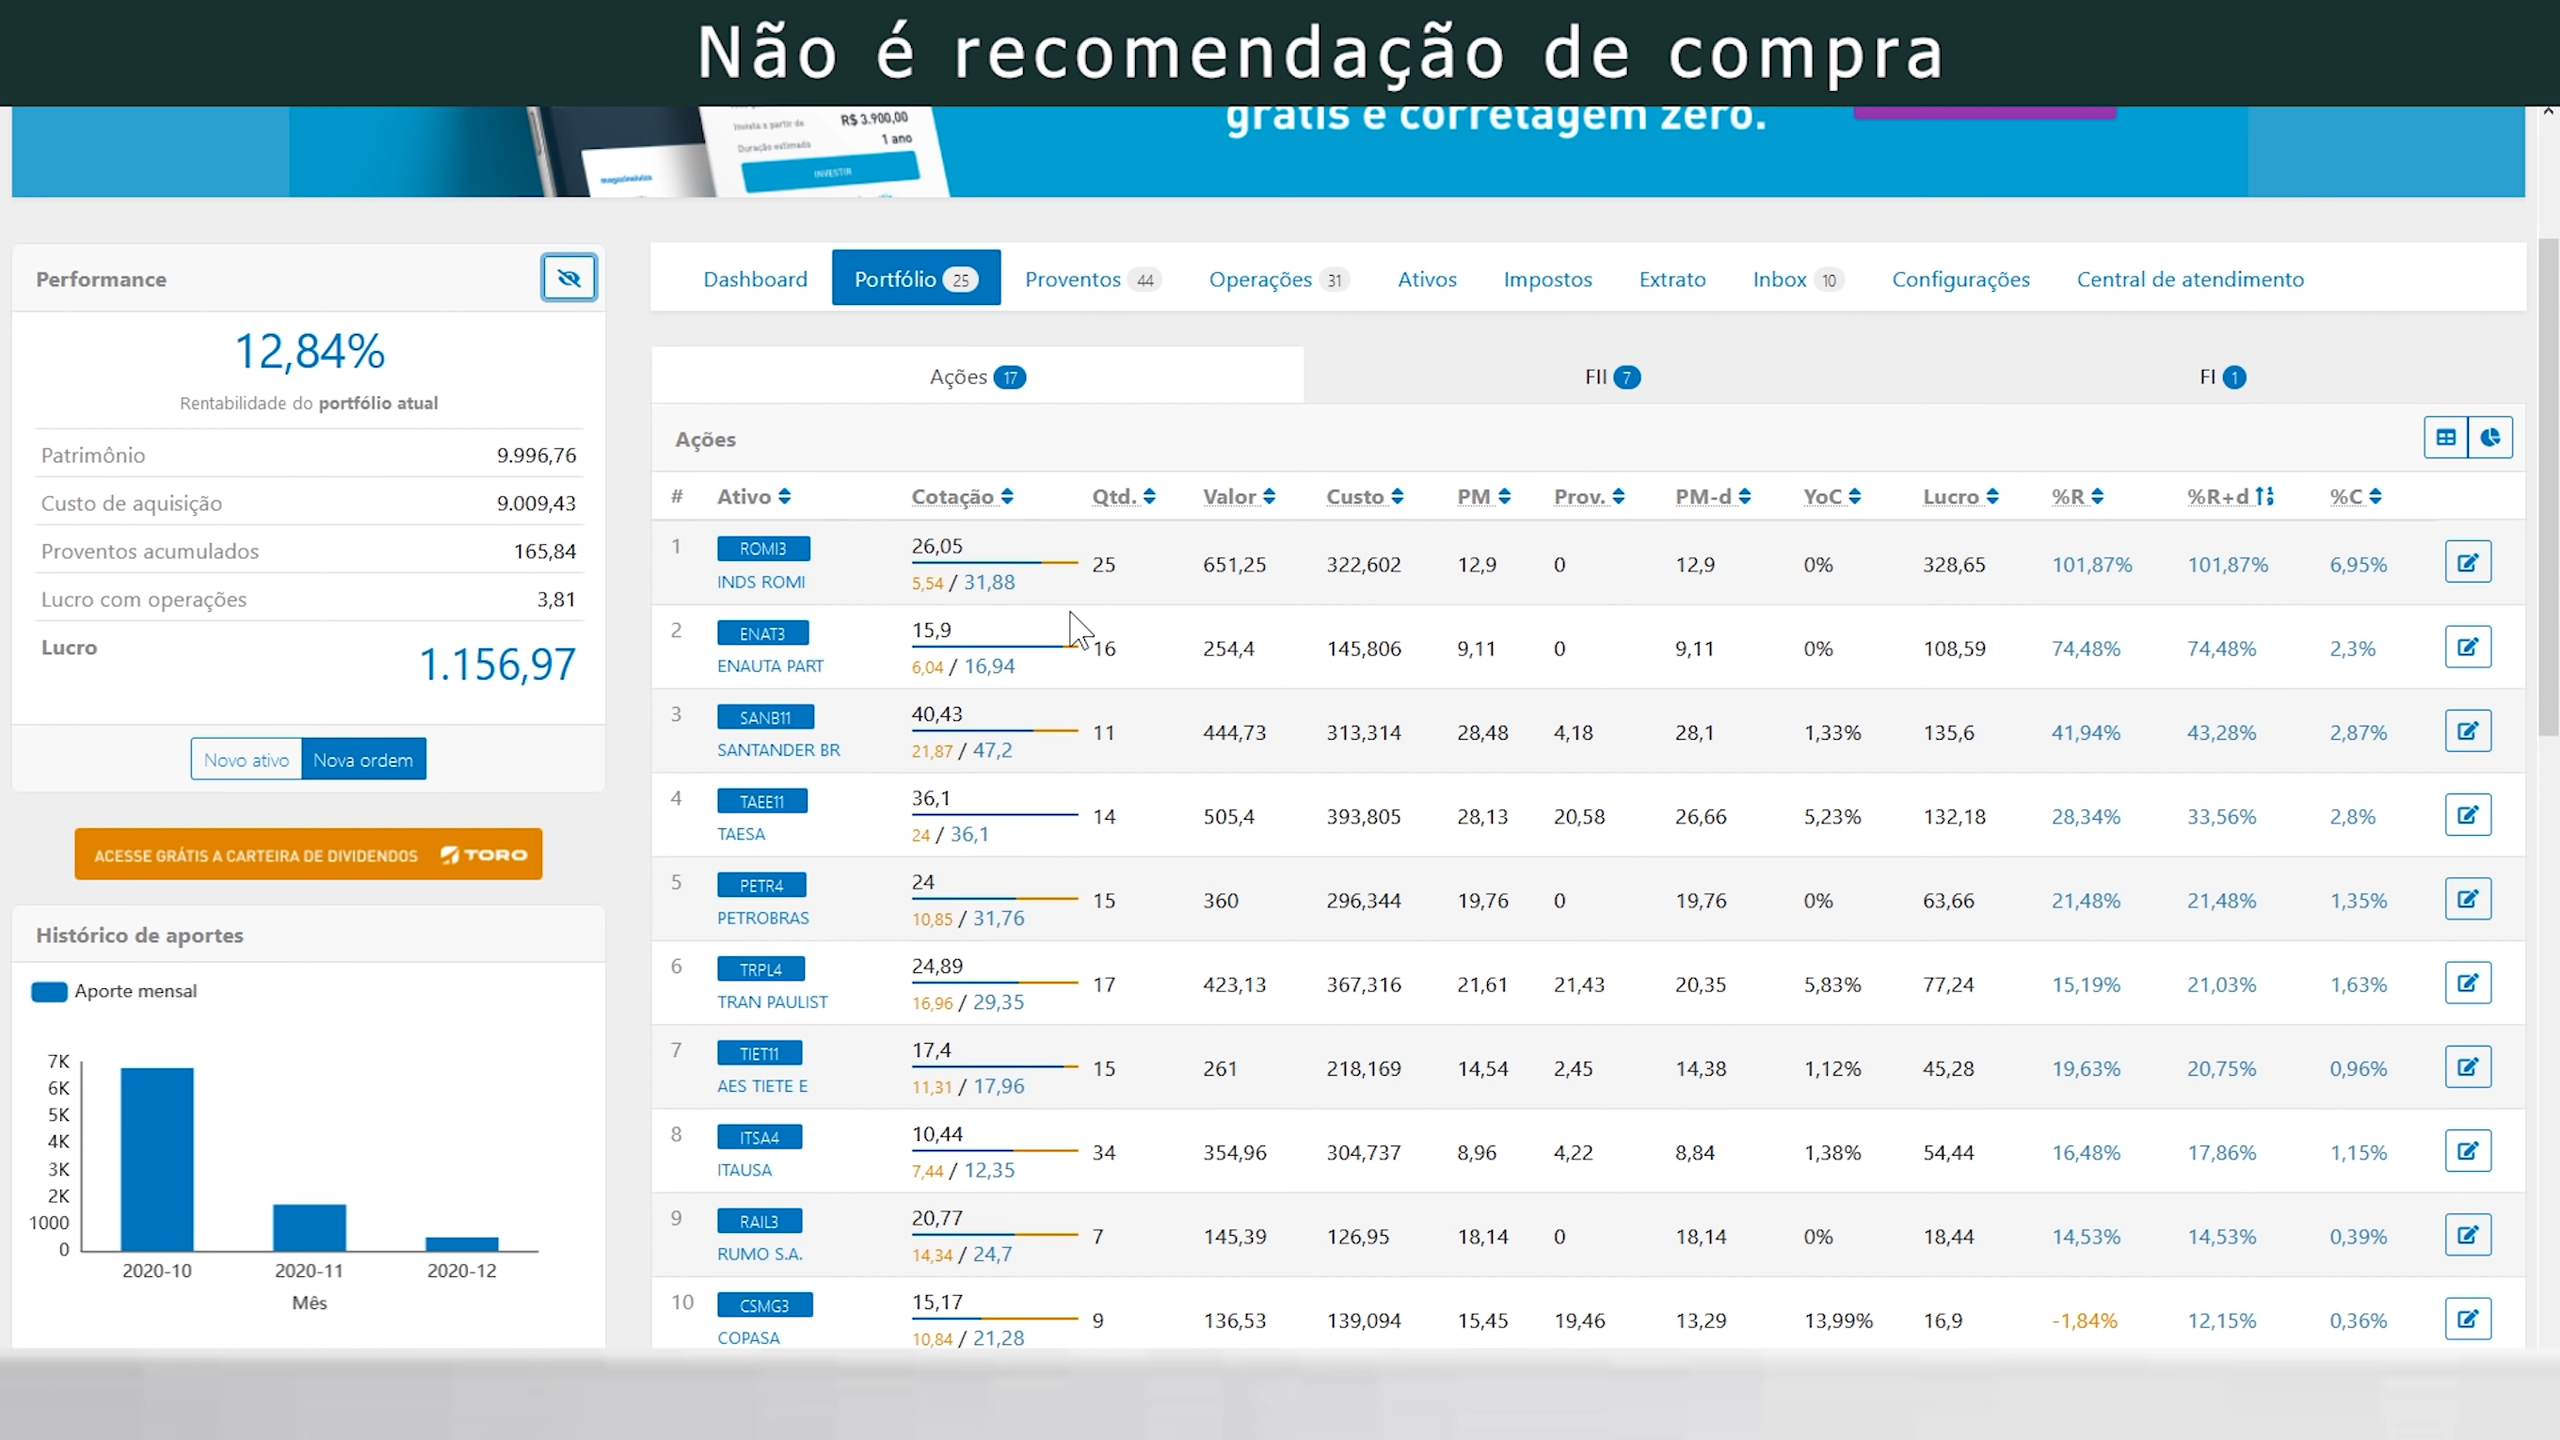 Não é recomendação de compra
grátis e corretagem zero.
Invista a partir de R$ 3.900,00
Duração estimada 1 ano
INVESTIR
magazineluiza
Performance
12,84%
Rentabilidade do portfólio atual
Patrimônio 9.996,76
Custo de aquisição 9.009,43
Proventos acumulados 165,84
Lucro com operações 3,81
Lucro 1.156,97
Novo ativo Nova ordem
ACESSE GRÁTIS A CARTEIRA DE DIVIDENDOS TORO
Histórico de aportes
Aporte mensal
7K
6K
5K
4K
3K
2K
1000
0
2020-10 2020-11 2020-12
Mês
Dashboard Portfólio 25 Proventos 44 Operações 31 Ativos Impostos Extrato Inbox 10 Configurações Central de atendimento
Ações 17 FII 7 FI 1
Ações
# Ativo Cotação Qtd. Valor Custo PM Prov. PM-d YoC Lucro %R %R+d %C
1 ROMI3 26,05 25 651,25 322,602 12,9 0 12,9 0% 328,65 101,87% 101,87% 6,95%
INDS ROMI 5,54 / 31,88
2 ENAT3 15,9 16 254,4 145,806 9,11 0 9,11 0% 108,59 74,48% 74,48% 2,3%
ENAUTA PART 6,04 / 16,94
3 SANB11 40,43 11 444,73 313,314 28,48 4,18 28,1 1,33% 135,6 41,94% 43,28% 2,87%
SANTANDER BR 21,87 / 47,2
4 TAEE11 36,1 14 505,4 393,805 28,13 20,58 26,66 5,23% 132,18 28,34% 33,56% 2,8%
TAESA 24 / 36,1
5 PETR4 24 15 360 296,344 19,76 0 19,76 0% 63,66 21,48% 21,48% 1,35%
PETROBRAS 10,85 / 31,76
6 TRPL4 24,89 17 423,13 367,316 21,61 21,43 20,35 5,83% 77,24 15,19% 21,03% 1,63%
TRAN PAULIST 16,96 / 29,35
7 TIET11 17,4 15 261 218,169 14,54 2,45 14,38 1,12% 45,28 19,63% 20,75% 0,96%
AES TIETE E 11,31 / 17,96
8 ITSA4 10,44 34 354,96 304,737 8,96 4,22 8,84 1,38% 54,44 16,48% 17,86% 1,15%
ITAUSA 7,44 / 12,35
9 RAIL3 20,77 7 145,39 126,95 18,14 0 18,14 0% 18,44 14,53% 14,53% 0,39%
RUMO S.A. 14,34 / 24,7
10 CSMG3 15,17 9 136,53 139,094 15,45 19,46 13,29 13,99% 16,9 -1,84% 12,15% 0,36%
COPASA 10,84 / 21,28